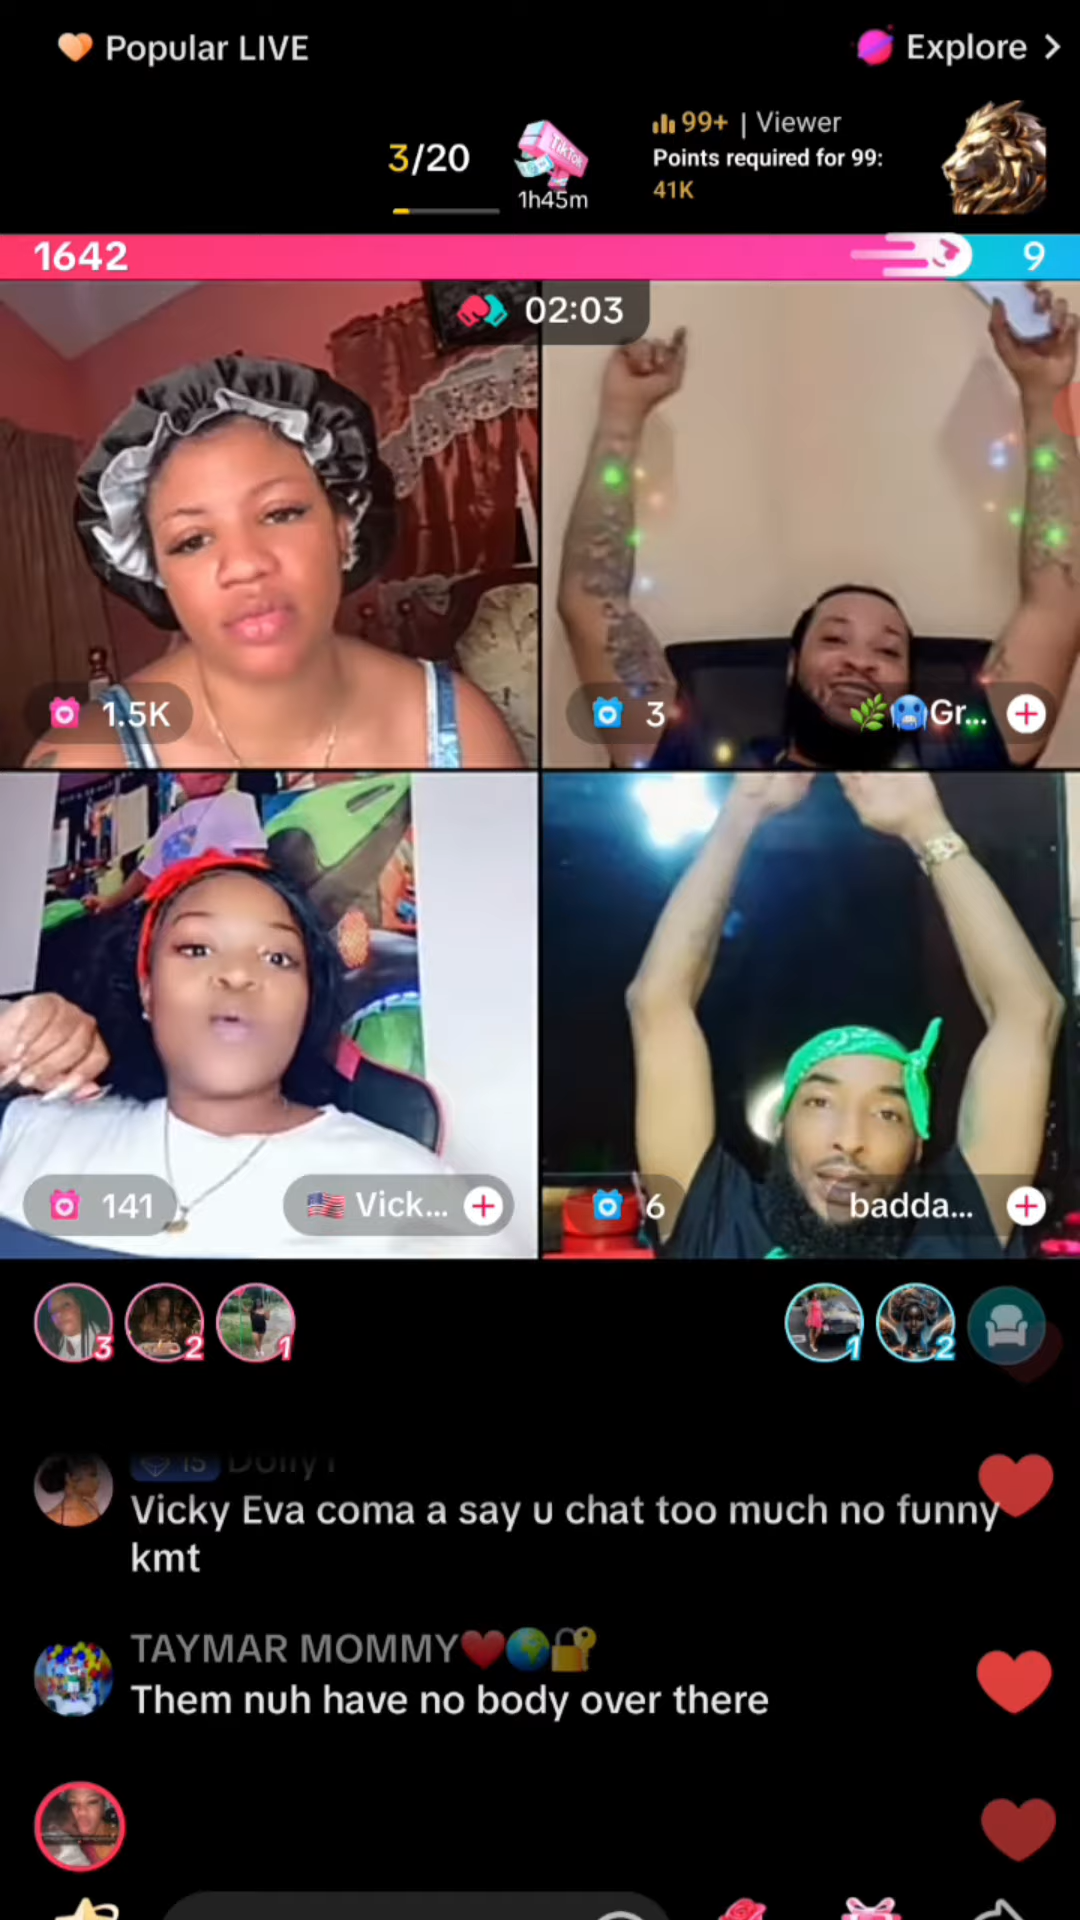 Popular LIVE
Explore >
3/20
TikTok
1h45m
99+ | Viewer
Points required for 99:
41K
1642
9
02:03
1.5K
3
Gr...
141
Vick...
6
badda...
3
2
1
1
2
15
Vicky Eva coma a say u chat too much no funny
kmt
TAYMAR MOMMY
Them nuh have no body over there